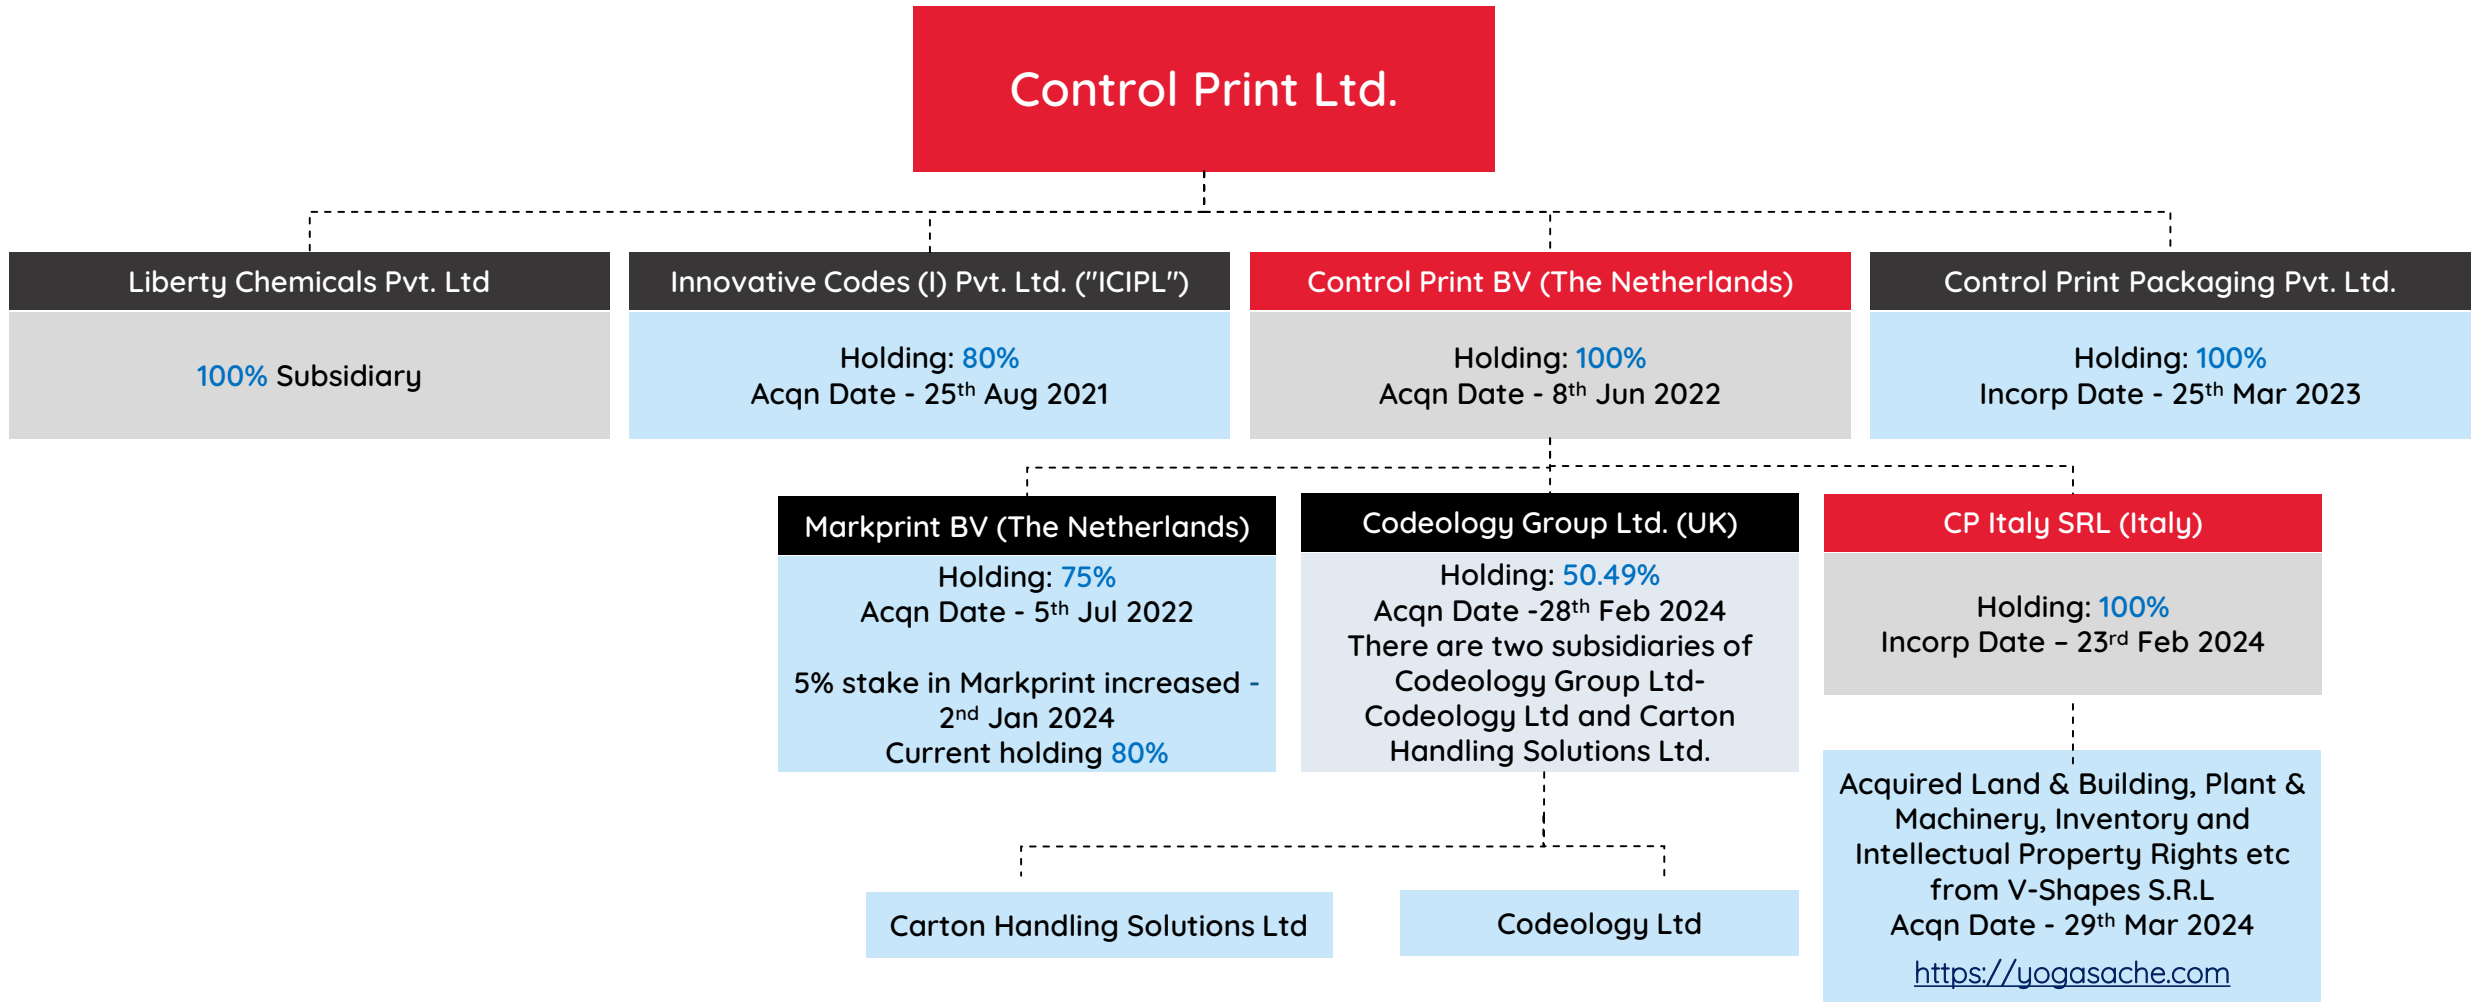 Control Print Ltd.
Liberty Chemicals Pvt. Ltd
100% Subsidiary
Innovative Codes (I) Pvt. Ltd. ("ICIPL")
Holding: 80%
Acqn Date - 25th Aug 2021
Control Print BV (The Netherlands)
Holding: 100%
Acqn Date - 8th Jun 2022
Control Print Packaging Pvt. Ltd.
Holding: 100%
Incorp Date - 25th Mar 2023
Markprint BV (The Netherlands)
Holding: 75%
Acqn Date - 5th Jul 2022
5% stake in Markprint increased -
2nd Jan 2024
Current holding 80%
Codeology Group Ltd. (UK)
Holding: 50.49%
Acqn Date -28th Feb 2024
There are two subsidiaries of
Codeology Group Ltd-
Codeology Ltd and Carton
Handling Solutions Ltd.
CP Italy SRL (Italy)
Holding: 100%
Incorp Date – 23rd Feb 2024
Carton Handling Solutions Ltd
Codeology Ltd
Acquired Land & Building, Plant &
Machinery, Inventory and
Intellectual Property Rights etc
from V-Shapes S.R.L
Acqn Date - 29th Mar 2024
https://yogasache.com